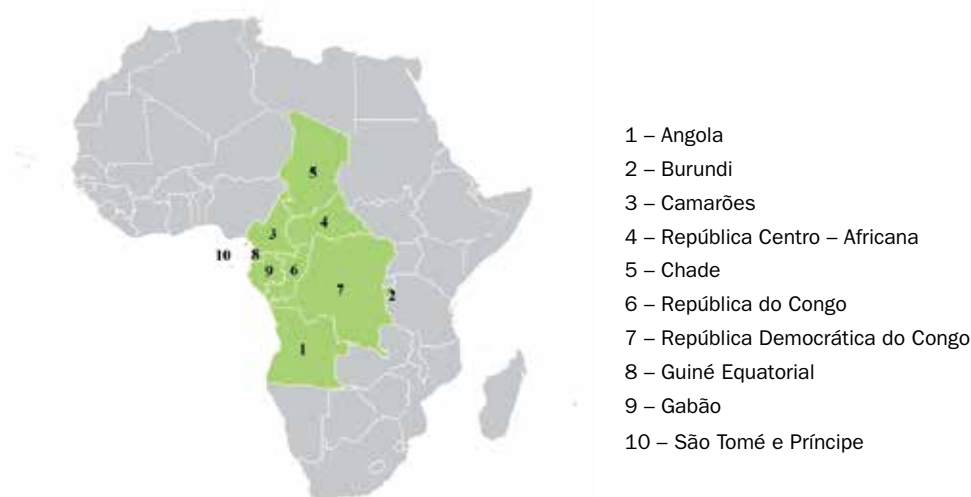 5
4
3
10
8
9
6
7
2
1
1 – Angola
2 – Burundi
3 – Camarões
4 – República Centro – Africana
5 – Chade
6 – República do Congo
7 – República Democrática do Congo
8 – Guiné Equatorial
9 – Gabão
10 – São Tomé e Príncipe